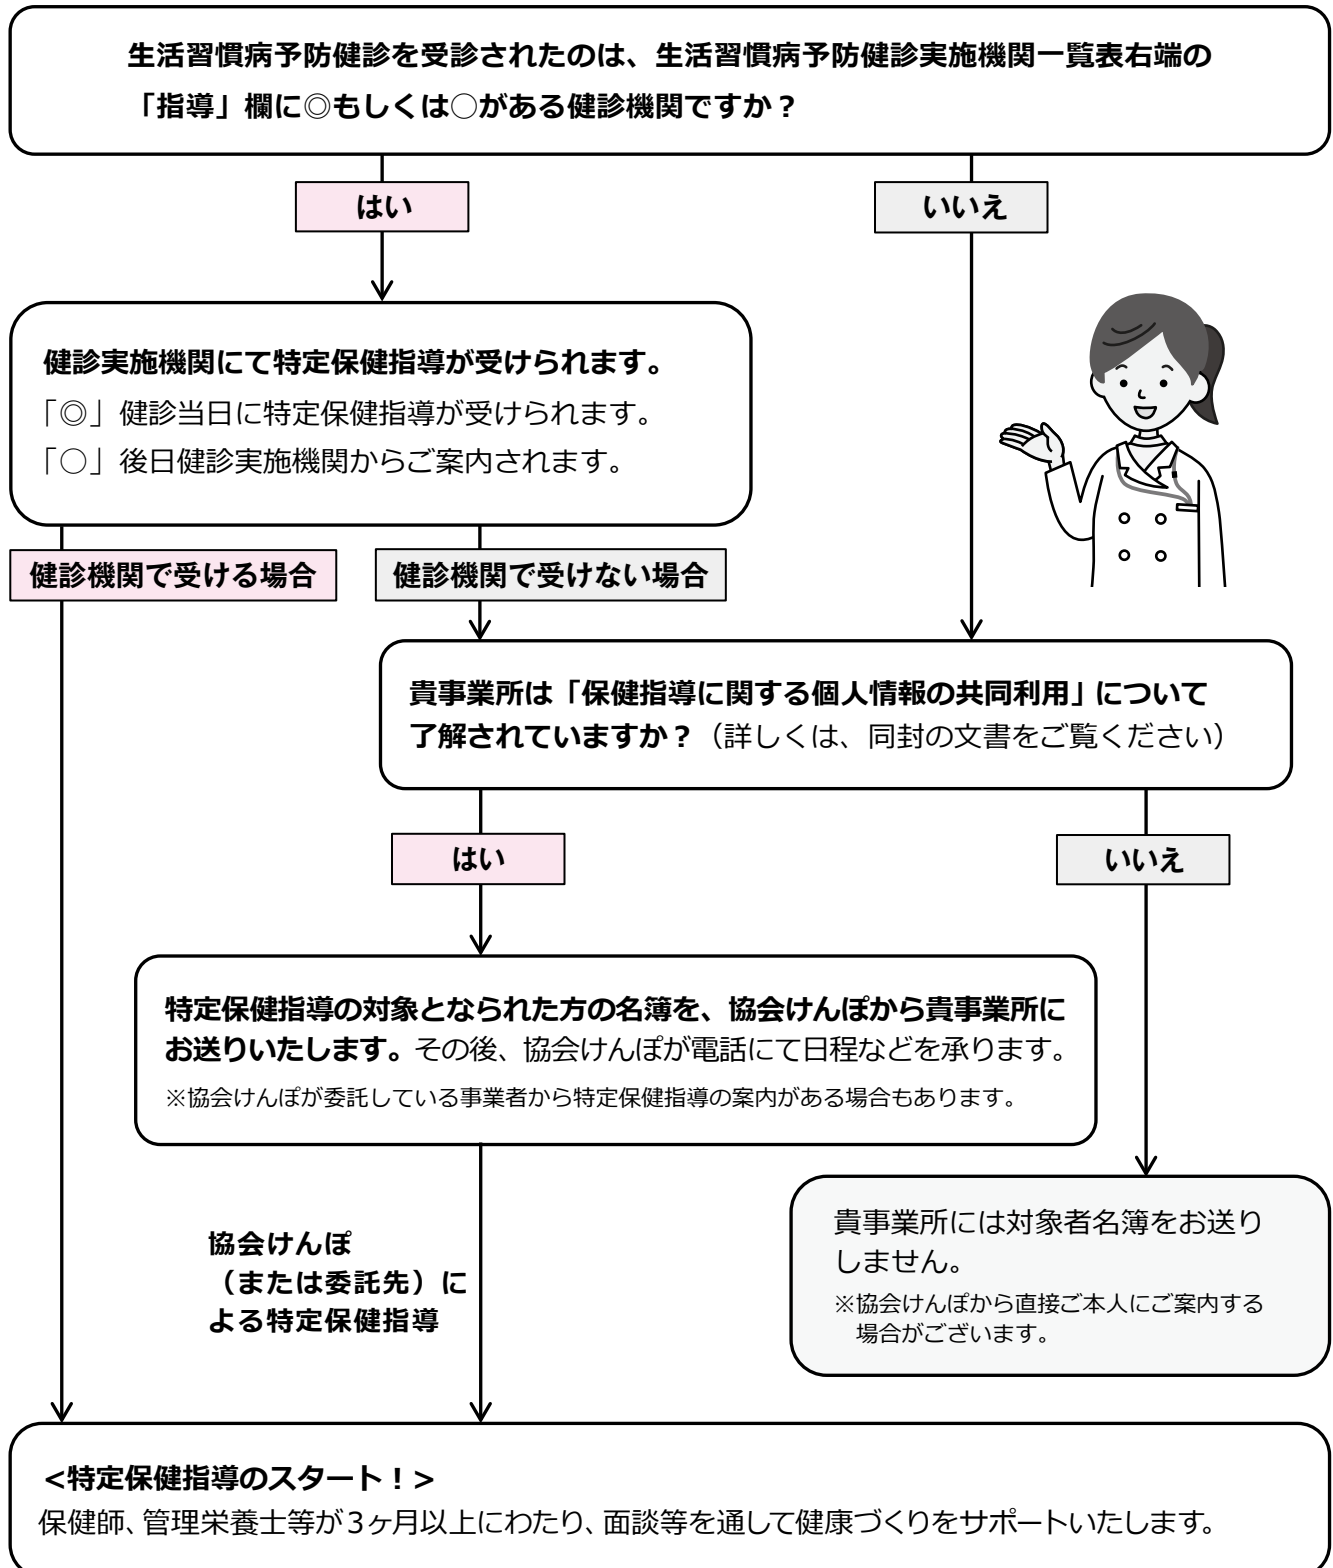 生活習慣病予防健診を受診されたのは、生活習慣病予防健診実施機関一覧表右端の
「指導」欄に◎もしくは○がある健診機関ですか？
はい
いいえ
健診実施機関にて特定保健指導が受けられます。
「◎」健診当日に特定保健指導が受けられます。
「○」後日健診実施機関からご案内されます。
健診機関で受ける場合
健診機関で受けない場合
貴事業所は「保健指導に関する個人情報の共同利用」について
了解されていますか？（詳しくは、同封の文書をご覧ください）
はい
いいえ
特定保健指導の対象となられた方の名簿を、協会けんぽから貴事業所に
お送りいたします。その後、協会けんぽが電話にて日程などを承ります。
※協会けんぽが委託している事業者から特定保健指導の案内がある場合もあります。
協会けんぽ
（または委託先）に
よる特定保健指導
貴事業所には対象者名簿をお送り
しません。
※協会けんぽから直接ご本人にご案内する
場合がございます。
<特定保健指導のスタート！>
保健師、管理栄養士等が3ヶ月以上にわたり、面談等を通して健康づくりをサポートいたします。